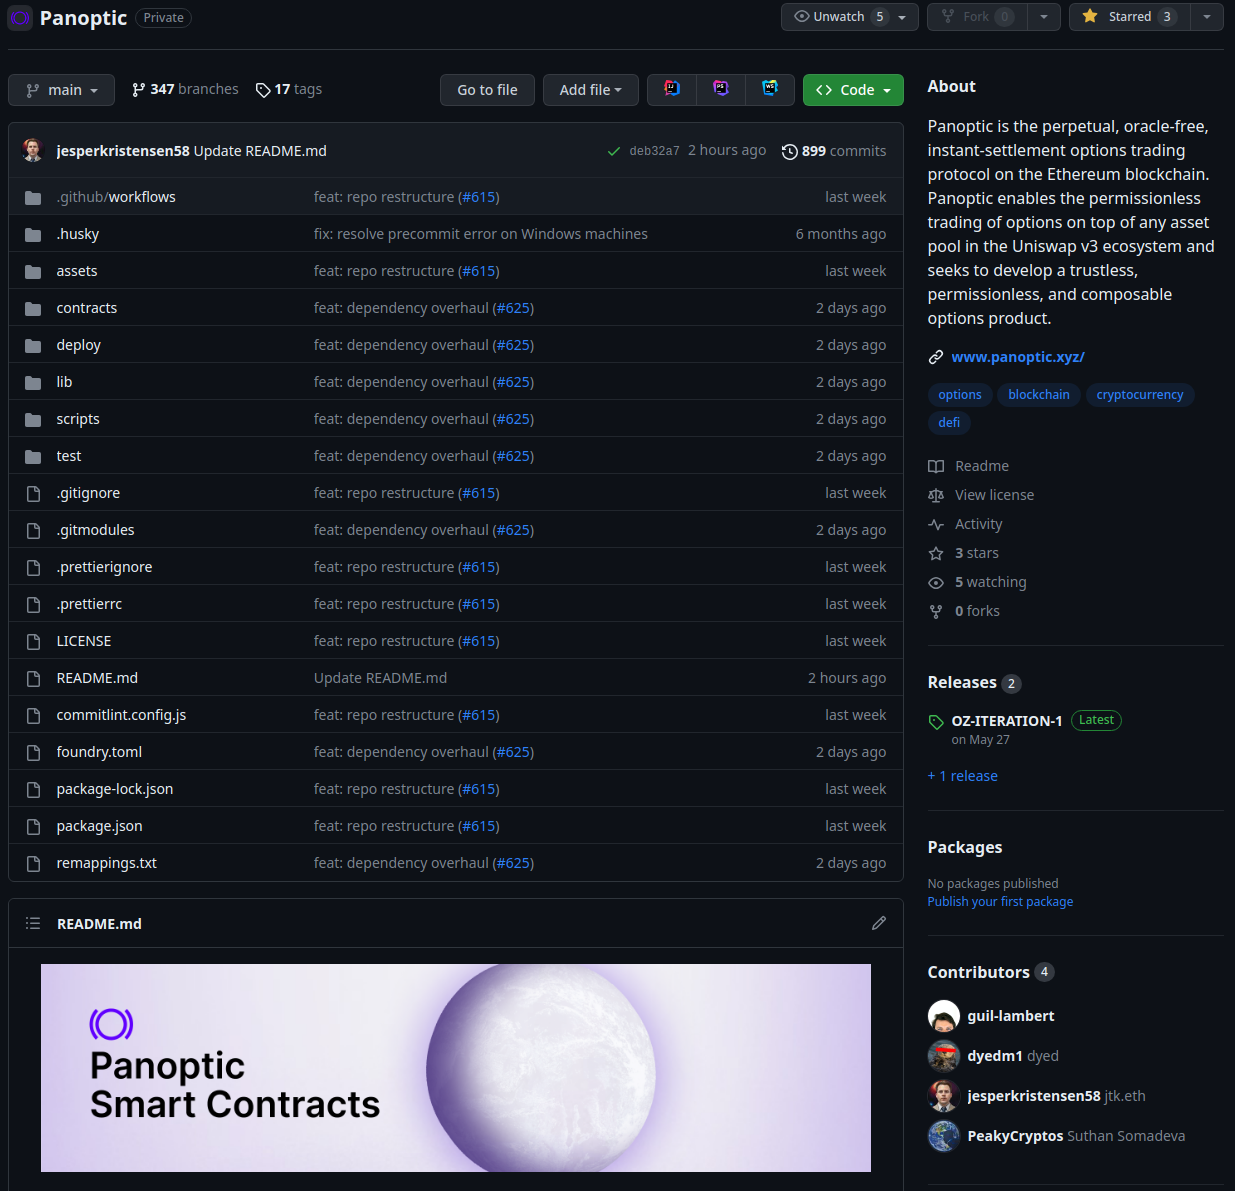 Panoptic Private Unwatch 5 Fork 0 Starred 3
main 347 branches 17 tags Go to file Add file Code
jesperkristensen58 Update README.md deb32a7 2 hours ago 899 commits
.github/workflows feat: repo restructure (#615) last week
.husky fix: resolve precommit error on Windows machines 6 months ago
assets feat: repo restructure (#615) last week
contracts feat: dependency overhaul (#625) 2 days ago
deploy feat: dependency overhaul (#625) 2 days ago
lib feat: dependency overhaul (#625) 2 days ago
scripts feat: dependency overhaul (#625) 2 days ago
test feat: dependency overhaul (#625) 2 days ago
.gitignore feat: repo restructure (#615) last week
.gitmodules feat: dependency overhaul (#625) 2 days ago
.prettierignore feat: repo restructure (#615) last week
.prettierrc feat: repo restructure (#615) last week
LICENSE feat: repo restructure (#615) last week
README.md Update README.md 2 hours ago
commitlint.config.js feat: repo restructure (#615) last week
foundry.toml feat: dependency overhaul (#625) 2 days ago
package-lock.json feat: repo restructure (#615) last week
package.json feat: repo restructure (#615) last week
remappings.txt feat: dependency overhaul (#625) 2 days ago
README.md
Panoptic
Smart Contracts
About
Panoptic is the perpetual, oracle-free,
instant-settlement options trading
protocol on the Ethereum blockchain.
Panoptic enables the permissionless
trading of options on top of any asset
pool in the Uniswap v3 ecosystem and
seeks to develop a trustless,
permissionless, and composable
options product.
www.panoptic.xyz/
options blockchain cryptocurrency
defi
Readme
View license
Activity
3 stars
5 watching
0 forks
Releases 2
OZ-ITERATION-1 Latest
on May 27
+ 1 release
Packages
No packages published
Publish your first package
Contributors 4
guil-lambert
dyedm1 dyed
jesperkristensen58 jtk.eth
PeakyCryptos Suthan Somadeva